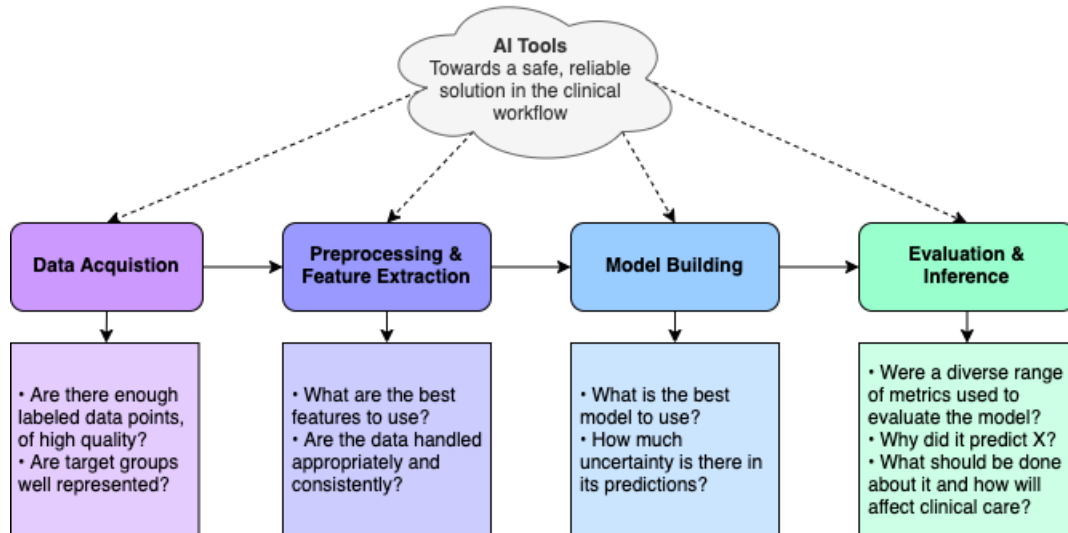 AI Tools
Towards a safe, reliable
solution in the clinical
workflow
Data Acquistion
Preprocessing &
Feature Extraction
Model Building
Evaluation &
Inference
• Are there enough
labeled data points,
of high quality?
• Are target groups
well represented?
• What are the best
features to use?
• Are the data handled
appropriately and
consistently?
• What is the best
model to use?
• How much
uncertainty is there in
its predictions?
• Were a diverse range
of metrics used to
evaluate the model?
• Why did it predict X?
• What should be done
about it and how will
affect clinical care?